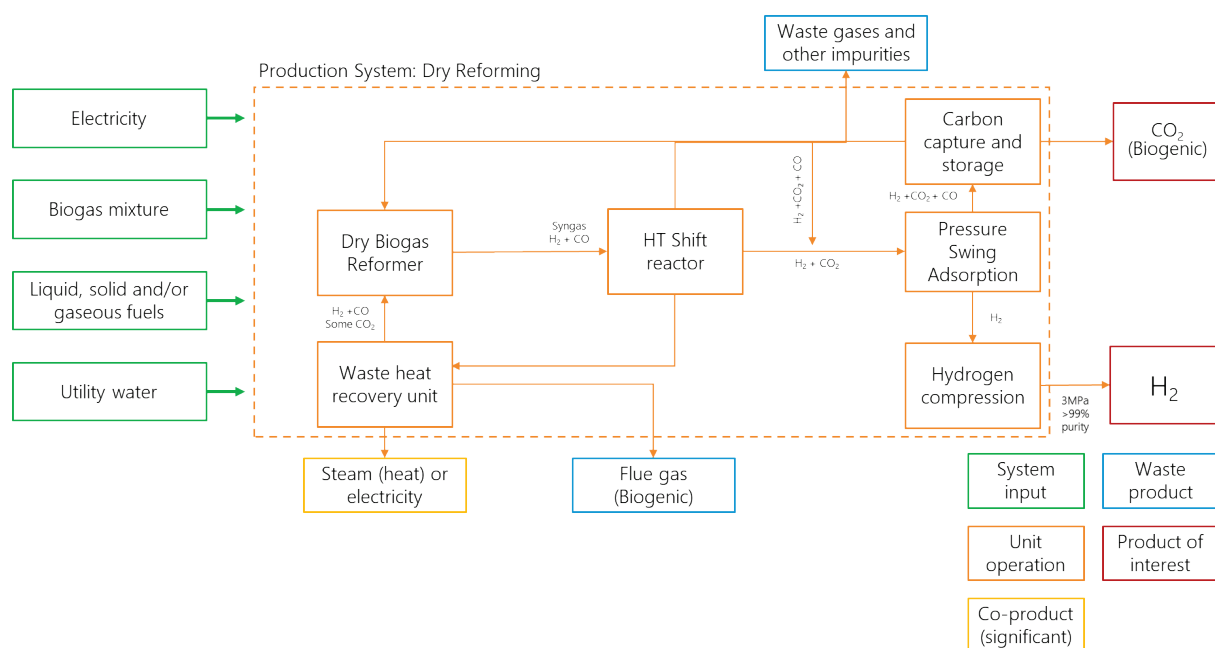 Waste gases and
other impurities
Production System: Dry Reforming
Electricity
Biogas mixture
Liquid, solid and/or
gaseous fuels
Utility water
Dry Biogas
Reformer
Syngas
H₂ + CO
HT Shift
reactor
H₂ +CO₂ + CO
H₂ + CO₂
Carbon
capture and
storage
H₂ +CO₂ + CO
Pressure
Swing
Adsorption
H₂
Hydrogen
compression
CO₂
(Biogenic)
3MPa
>99%
purity
H₂
H₂ +CO
Some CO₂
Waste heat
recovery unit
Steam (heat) or
electricity
Flue gas
(Biogenic)
System
input
Waste
product
Unit
operation
Product of
interest
Co-product
(significant)